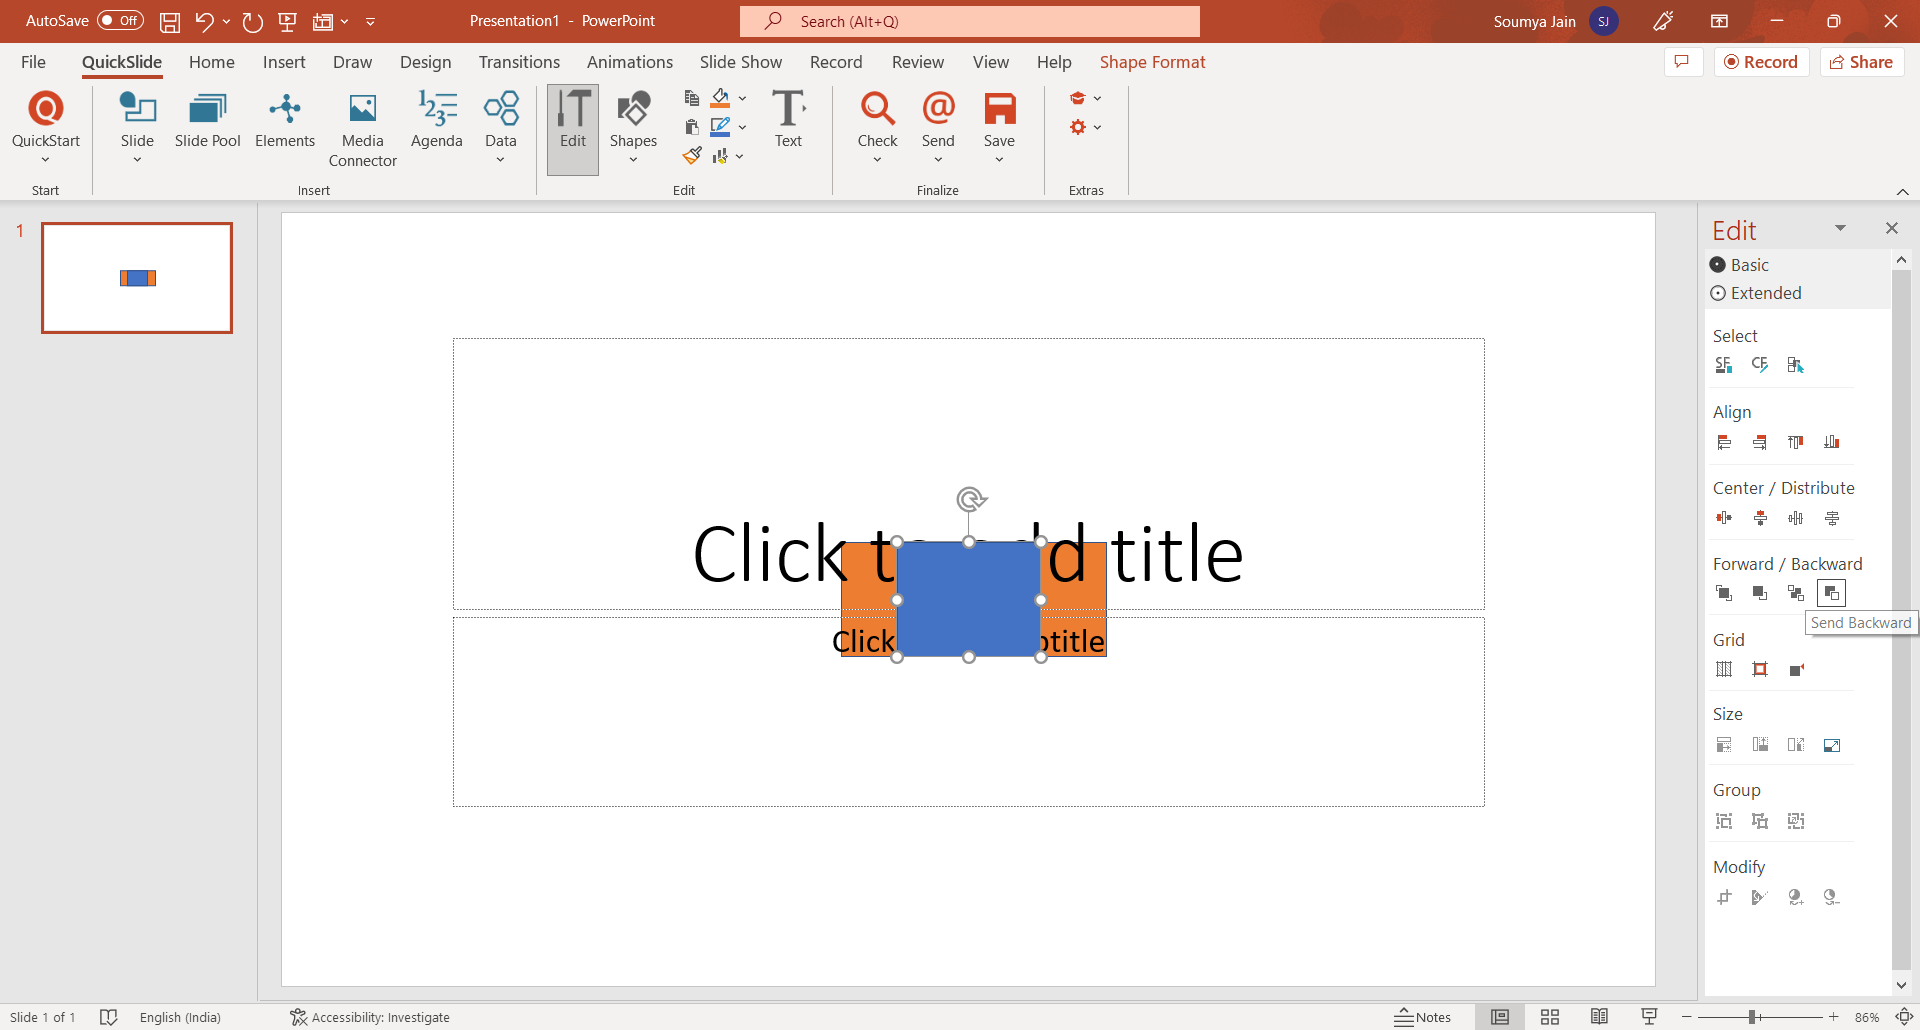 AutoSave Off
Presentation1 - PowerPoint
Search (Alt+Q)
Soumya Jain SJ
File QuickSlide Home Insert Draw Design Transitions Animations Slide Show Record Review View Help Shape Format
Record Share
QuickStart Slide Slide Pool Elements Media Connector Agenda Data Edit Shapes Text Check Send Save
Start Insert Edit Finalize Extras
1
Click t d title
Click btitle
Edit
Basic
Extended
Select
SF CF
Align
Center / Distribute
Forward / Backward
Send Backward
Grid
Size
Group
Modify
Slide 1 of 1 English (India) Accessibility: Investigate Notes 86%